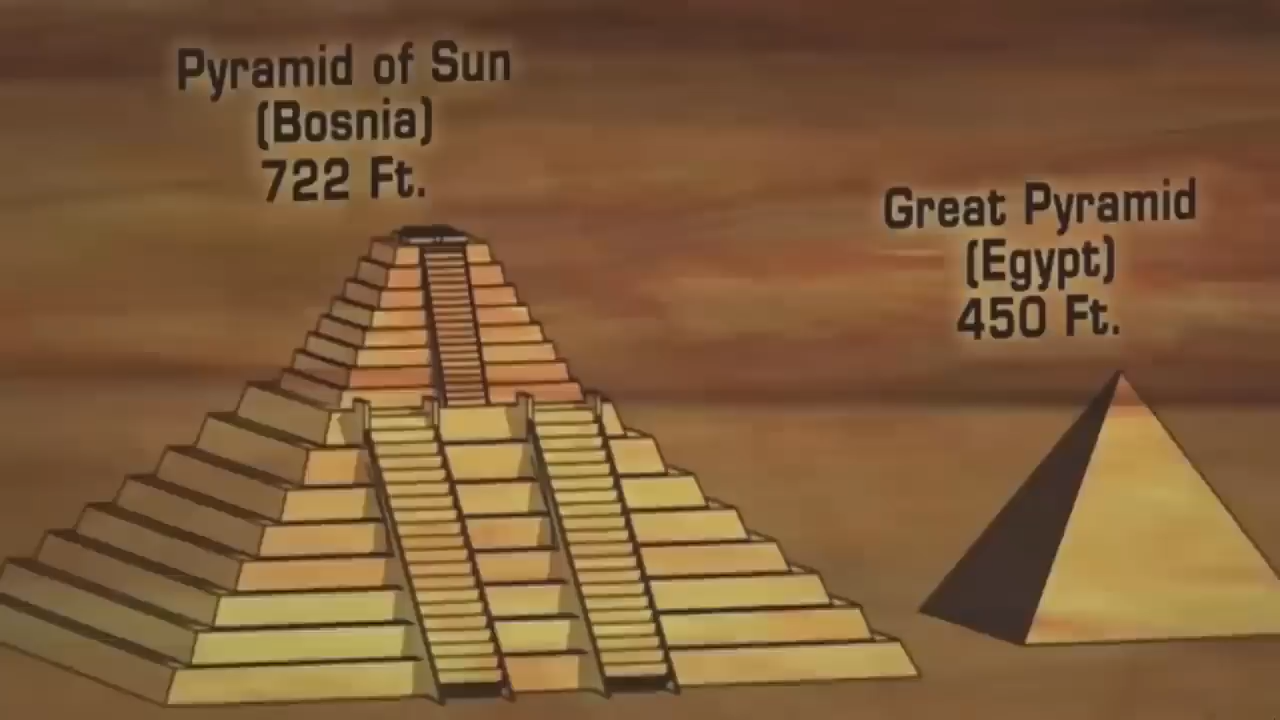 Pyramid of Sun
(Bosnia)
722 Ft.
Great Pyramid
(Egypt)
450 Ft.